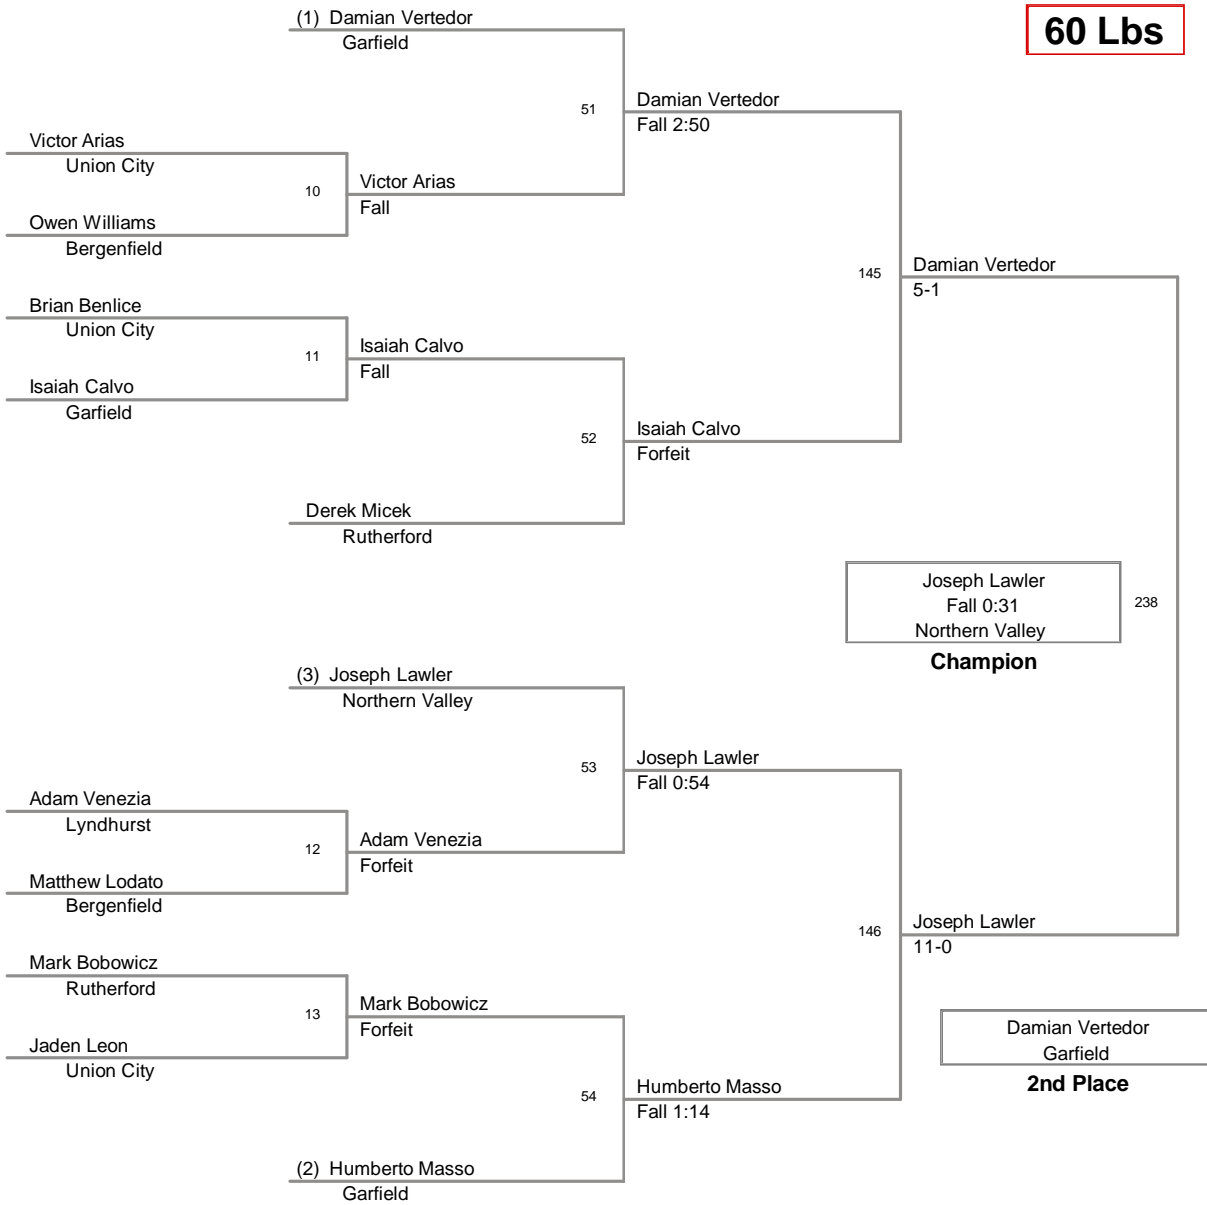 (1) Damian Vertedor
Garfield
60 Lbs
51
Damian Vertedor
Fall 2:50
Victor Arias
Union City
10
Victor Arias
Fall
Owen Williams
Bergenfield
145
Damian Vertedor
5-1
Brian Benlice
Union City
11
Isaiah Calvo
Fall
Isaiah Calvo
Garfield
52
Isaiah Calvo
Forfeit
Derek Micek
Rutherford
Joseph Lawler
Fall 0:31
Northern Valley
238
Champion
(3) Joseph Lawler
Northern Valley
53
Joseph Lawler
Fall 0:54
Adam Venezia
Lyndhurst
12
Adam Venezia
Forfeit
Matthew Lodato
Bergenfield
146
Joseph Lawler
11-0
Mark Bobowicz
Rutherford
13
Mark Bobowicz
Forfeit
Jaden Leon
Union City
Damian Vertedor
Garfield
2nd Place
54
Humberto Masso
Fall 1:14
(2) Humberto Masso
Garfield